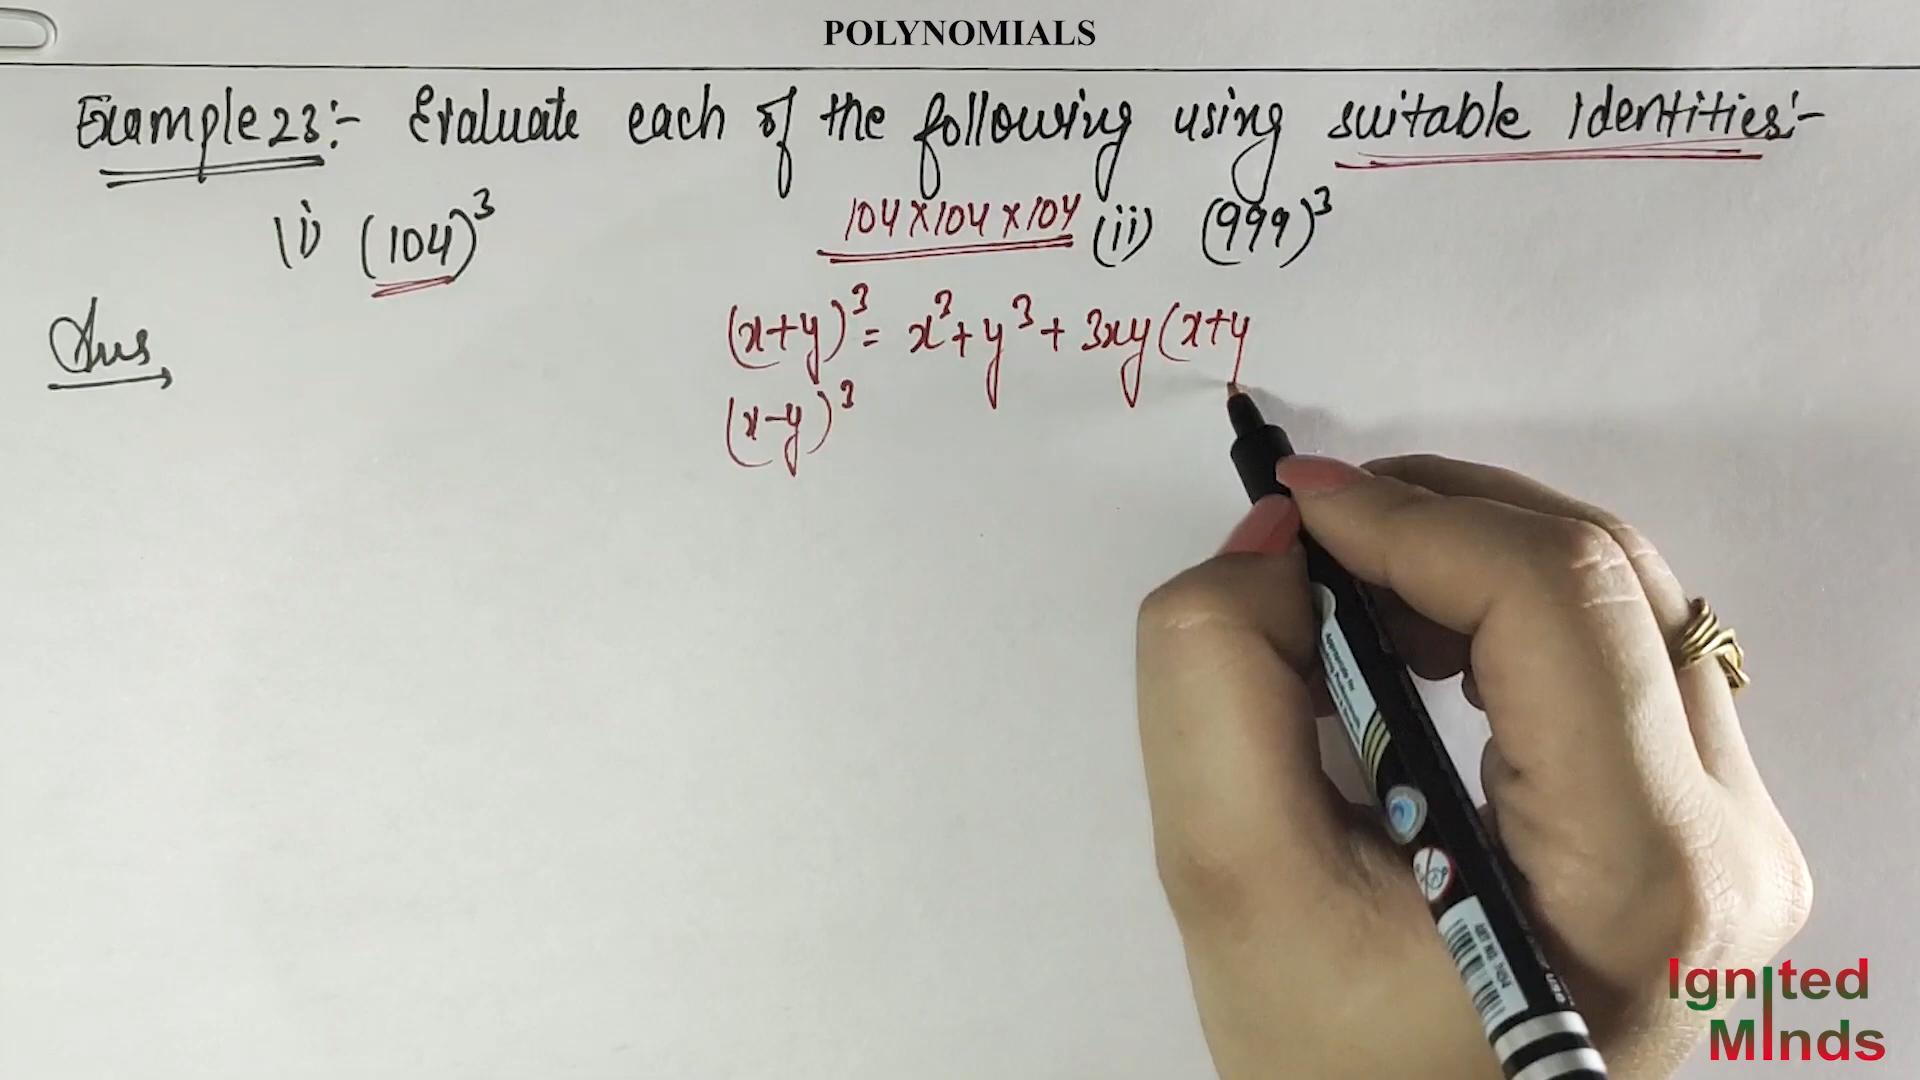 POLYNOMIALS
Example 23:- Evaluate each of the following using suitable Identities:-
(i) (104)³ 104×104×104 (ii) (999)³
Ans
(x+y)³ = x³+y³+3xy(x+y
(x-y)³
Ignited
Minds